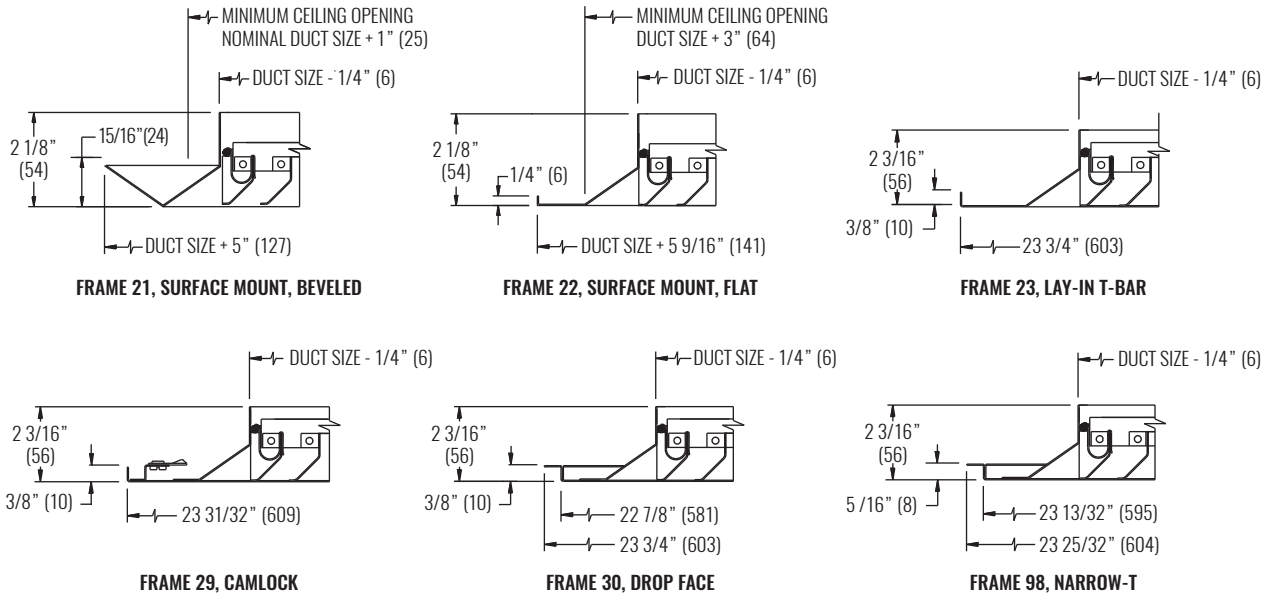 MINIMUM CEILING OPENING
NOMINAL DUCT SIZE + 1” (25)
DUCT SIZE - 1/4” (6)
15/16”(24)
2 1/8”
(54)
DUCT SIZE + 5” (127)
FRAME 21, SURFACE MOUNT, BEVELED
MINIMUM CEILING OPENING
DUCT SIZE + 3” (64)
DUCT SIZE - 1/4” (6)
2 1/8”
(54)
1/4” (6)
DUCT SIZE + 5 9/16” (141)
FRAME 22, SURFACE MOUNT, FLAT
DUCT SIZE - 1/4” (6)
2 3/16”
(56)
3/8” (10)
23 3/4” (603)
FRAME 23, LAY-IN T-BAR
DUCT SIZE - 1/4” (6)
2 3/16”
(56)
3/8” (10)
23 31/32” (609)
FRAME 29, CAMLOCK
DUCT SIZE - 1/4” (6)
2 3/16”
(56)
3/8” (10)
22 7/8” (581)
23 3/4” (603)
FRAME 30, DROP FACE
DUCT SIZE - 1/4” (6)
2 3/16”
(56)
5 /16” (8)
23 13/32” (595)
23 25/32” (604)
FRAME 98, NARROW-T